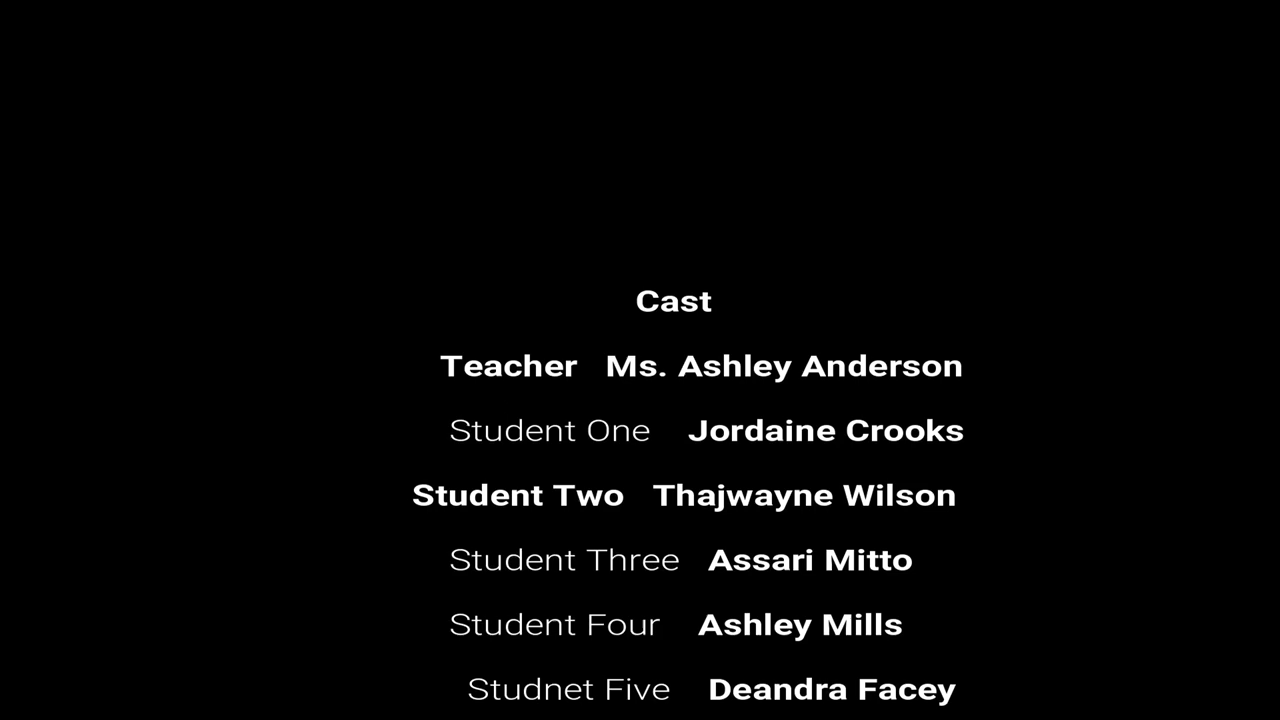 Cast
Teacher Ms. Ashley Anderson
Student One Jordaine Crooks
Student Two Thajwayne Wilson
Student Three Assari Mitto
Student Four Ashley Mills
Studnet Five Deandra Facey